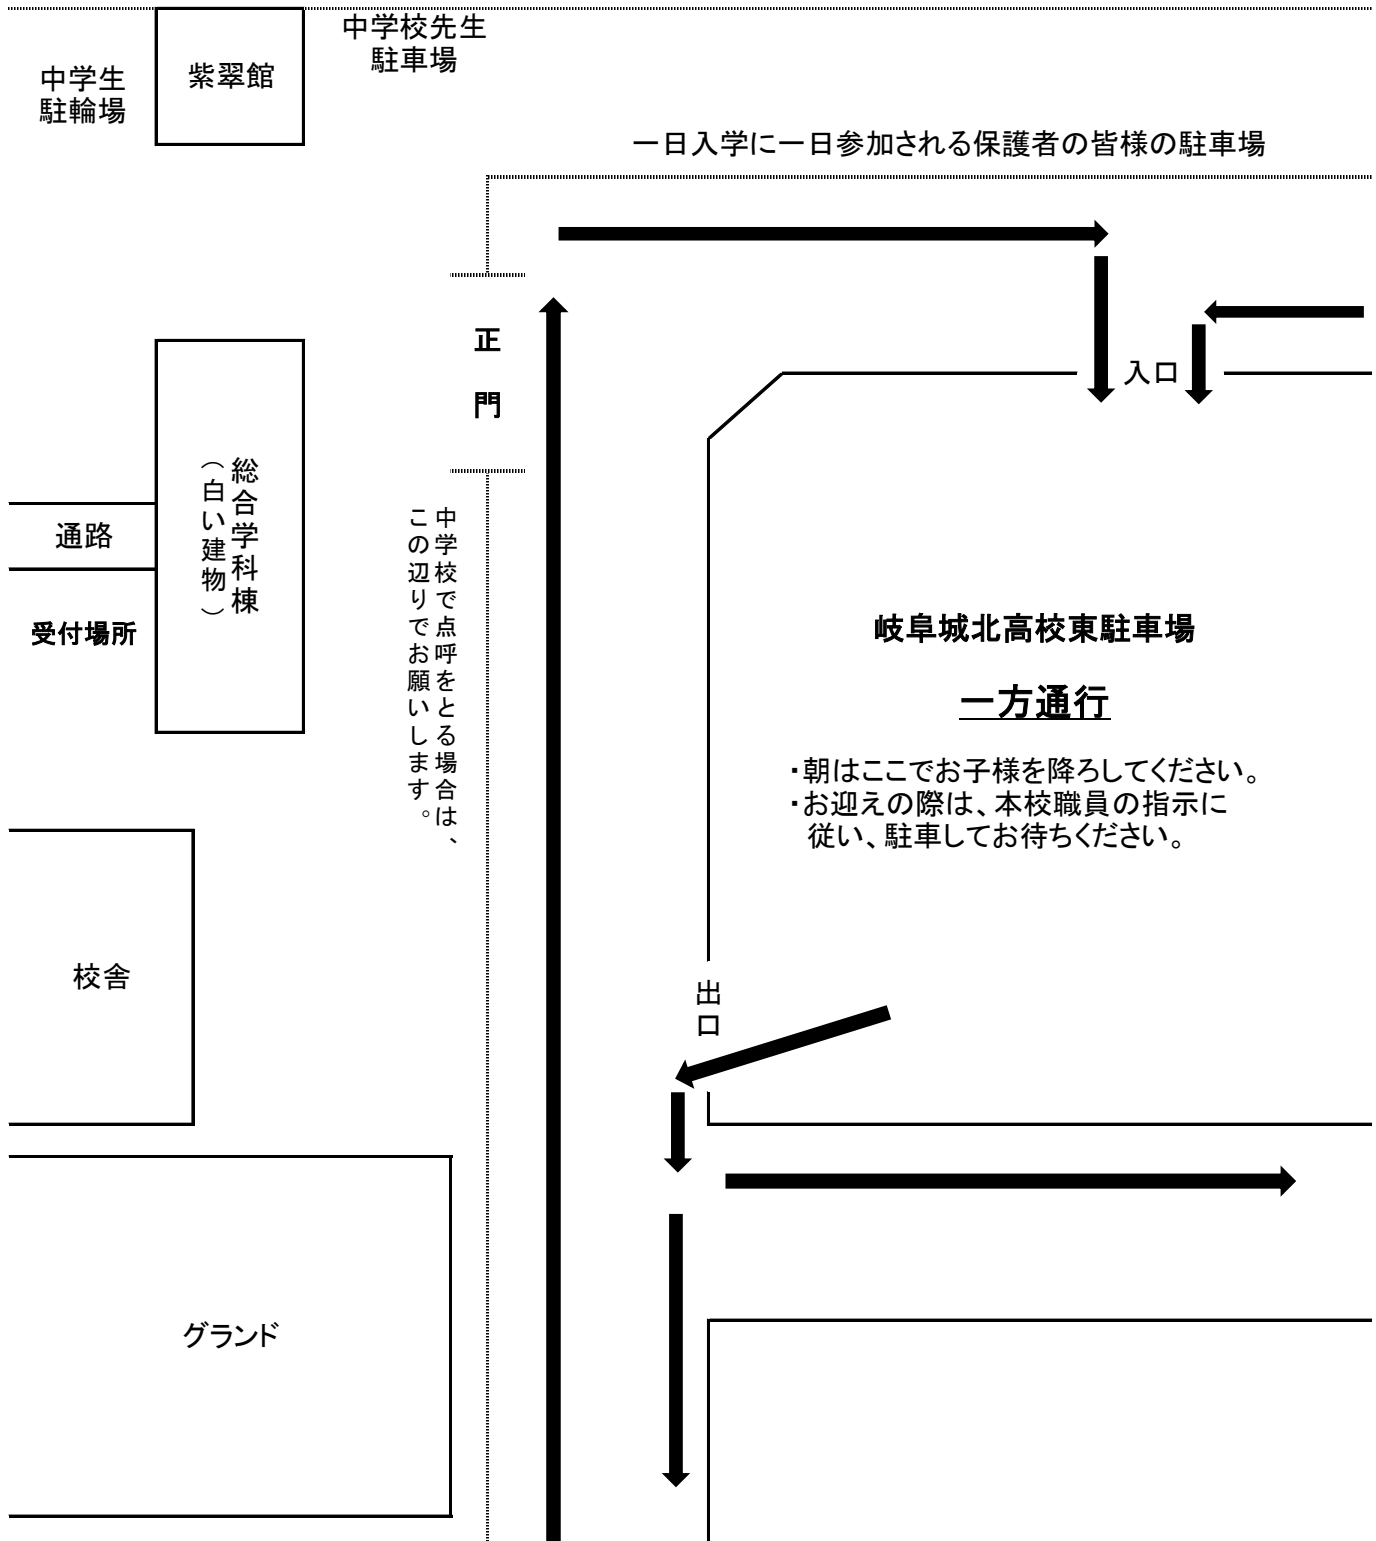 中学校先生
駐車場
中学生
駐輪場
紫翠館
一日入学に一日参加される保護者の皆様の駐車場
正
門
入口
総合学科棟
（白い建物）
通路
受付場所
中学校で点呼をとる場合は、
この辺りでお願いします。
岐阜城北高校東駐車場
一方通行
・朝はここでお子様を降ろしてください。
・お迎えの際は、本校職員の指示に
従い、駐車してお待ちください。
校舎
出
口
グランド